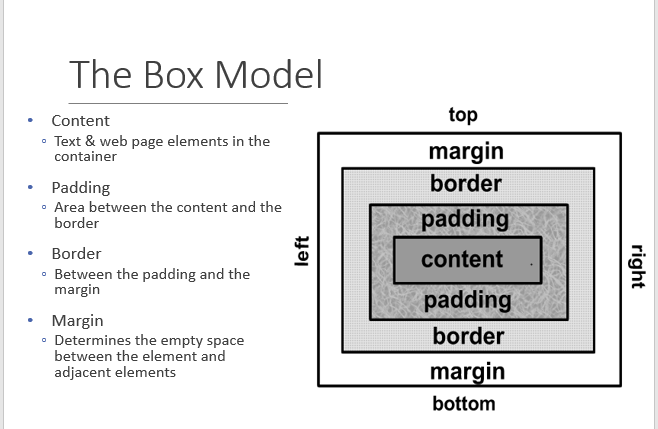 The Box Model
• Content
▫ Text & web page elements in the
container
• Padding
▫ Area between the content and the
border
• Border
▫ Between the padding and the
margin
• Margin
▫ Determines the empty space
between the element and
adjacent elements
top
margin
border
padding
left
content
right
padding
border
margin
bottom